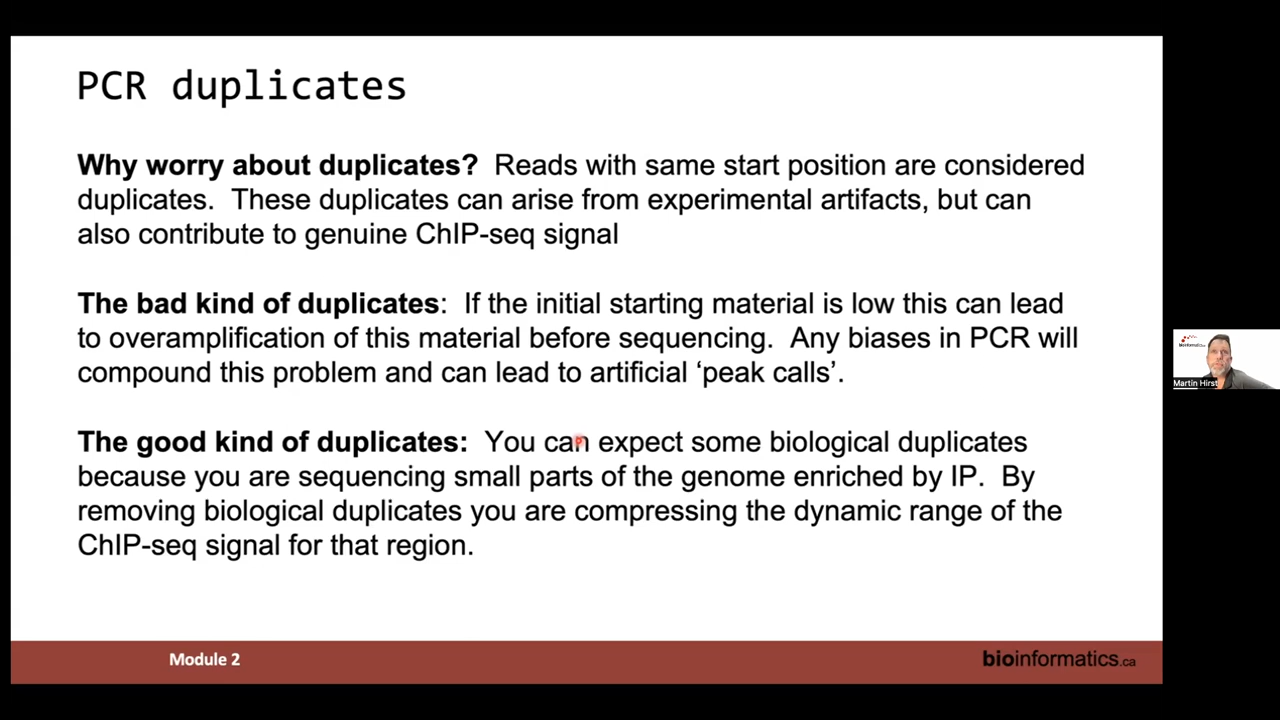 PCR duplicates
Why worry about duplicates? Reads with same start position are considered
duplicates. These duplicates can arise from experimental artifacts, but can
also contribute to genuine ChIP-seq signal
The bad kind of duplicates: If the initial starting material is low this can lead
to overamplification of this material before sequencing. Any biases in PCR will
compound this problem and can lead to artificial ‘peak calls’.
The good kind of duplicates: You can expect some biological duplicates
because you are sequencing small parts of the genome enriched by IP. By
removing biological duplicates you are compressing the dynamic range of the
ChIP-seq signal for that region.
Module 2
bioinformatics.ca
Martin Hirst